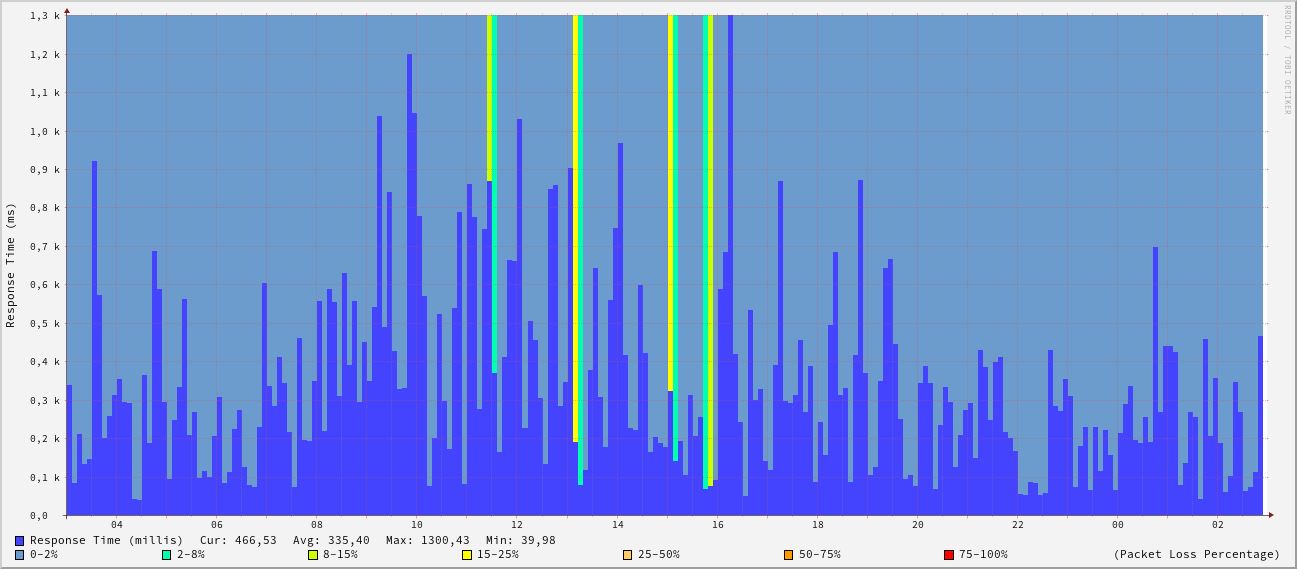 RRDTOOL / TOBI OETIKER
Response Time (ms)
1,3 k
1,2 k
1,1 k
1,0 k
0,9 k
0,8 k
0,7 k
0,6 k
0,5 k
0,4 k
0,3 k
0,2 k
0,1 k
0,0
04 06 08 10 12 14 16 18 20 22 00 02
Response Time (millis) Cur: 466,53 Avg: 335,40 Max: 1300,43 Min: 39,98
0-2% 2-8% 8-15% 15-25% 25-50% 50-75% 75-100% (Packet Loss Percentage)